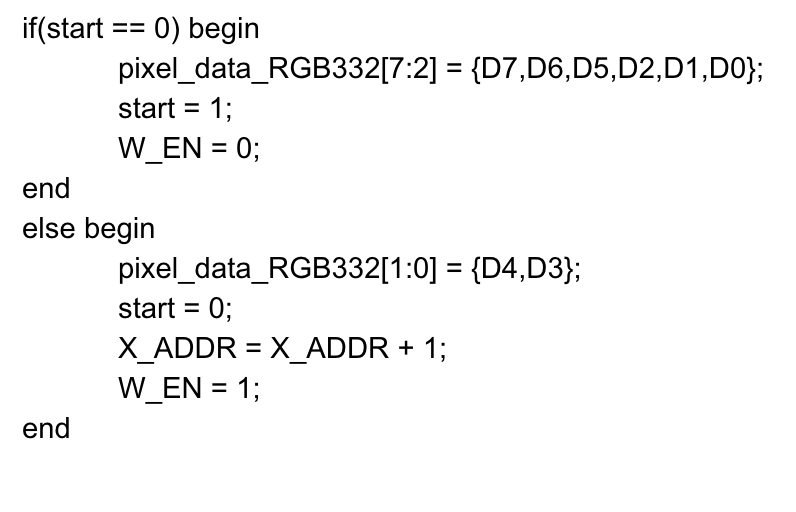 if(start == 0) begin
pixel_data_RGB332[7:2] = {D7,D6,D5,D2,D1,D0};
start = 1;
W_EN = 0;
end
else begin
pixel_data_RGB332[1:0] = {D4,D3};
start = 0;
X_ADDR = X_ADDR + 1;
W_EN = 1;
end